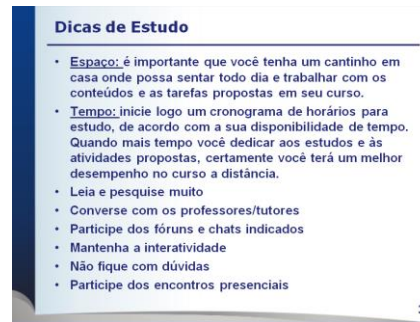 Dicas de Estudo
• Espaço: é importante que você tenha um cantinho em
casa onde possa sentar todo dia e trabalhar com os
conteúdos e as tarefas propostas em seu curso.
• Tempo: inicie logo um cronograma de horários para
estudo, de acordo com a sua disponibilidade de tempo.
Quando mais tempo você dedicar aos estudos e às
atividades propostas, certamente você terá um melhor
desempenho no curso a distância.
• Leia e pesquise muito
• Converse com os professores/tutores
• Participe dos fóruns e chats indicados
• Mantenha a interatividade
• Não fique com dúvidas
• Participe dos encontros presenciais